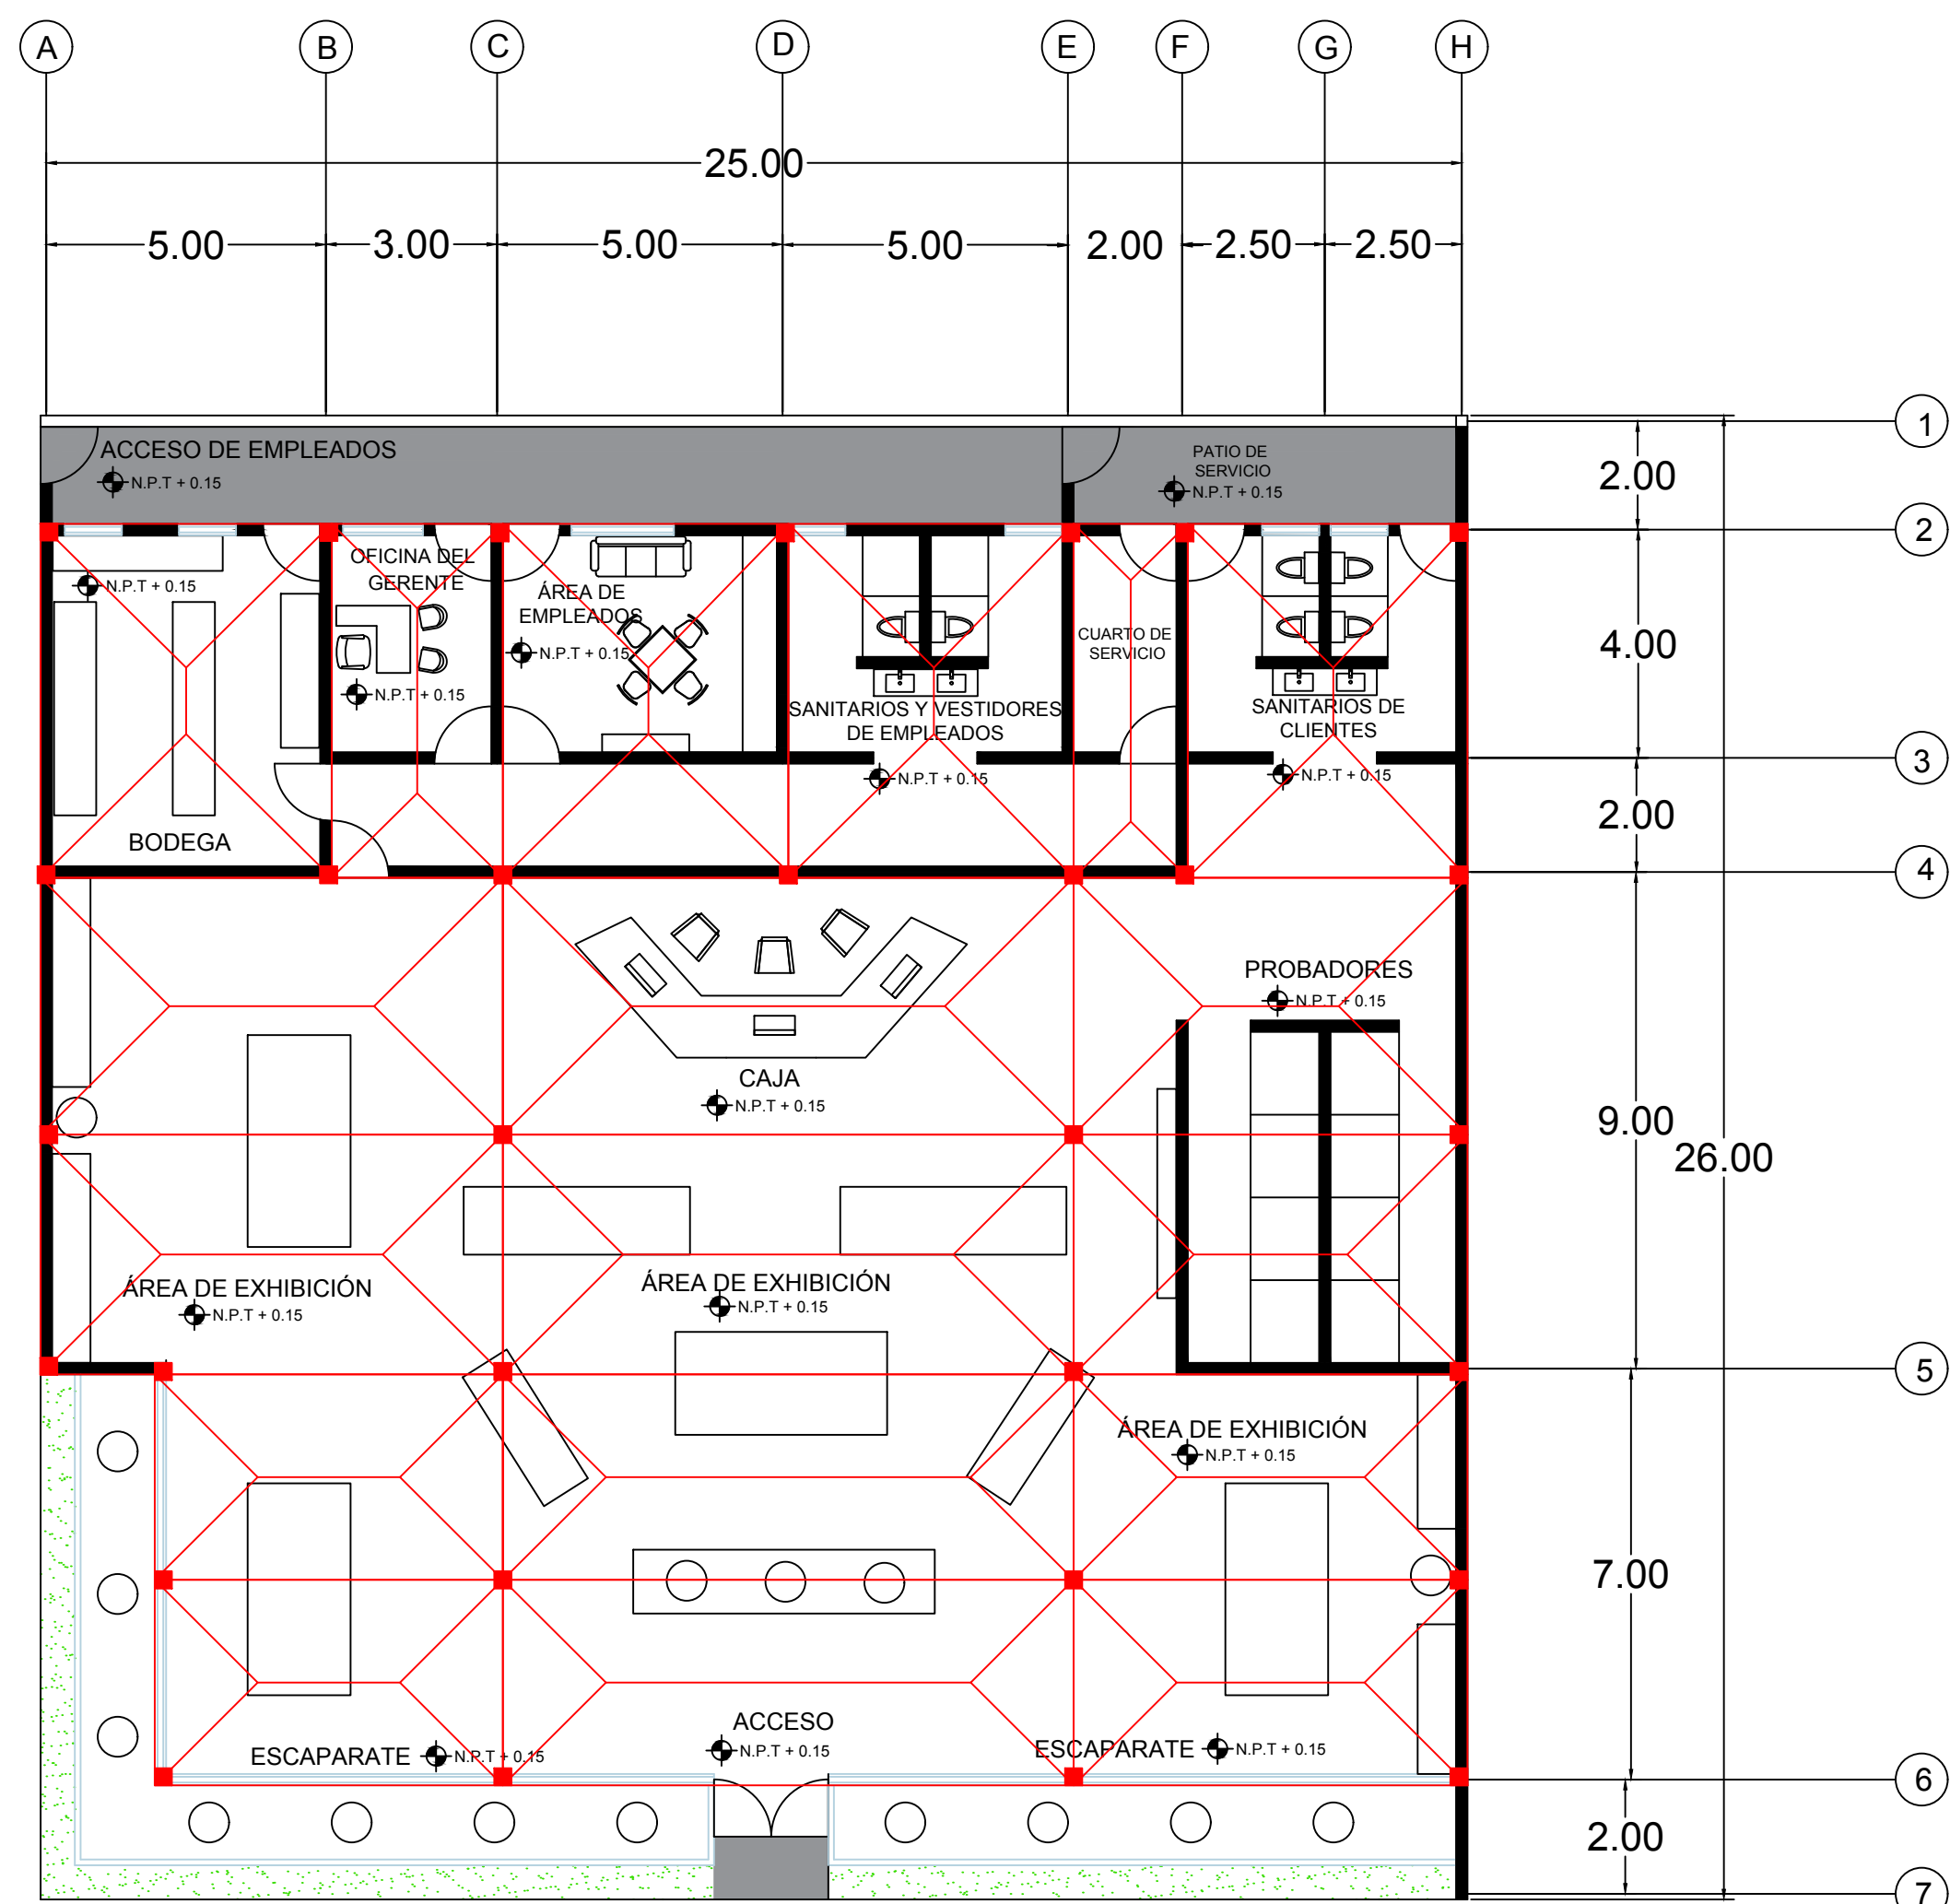 A B C D E F G H
25.00
5.00 3.00 5.00 5.00 2.00 2.50 2.50
1
ACCESO DE EMPLEADOS
N.P.T + 0.15
PATIO DE
SERVICIO
N.P.T + 0.15
2.00
2
OFICINA DEL
GERENTE
N.P.T + 0.15
N.P.T + 0.15
ÁREA DE
EMPLEADOS
N.P.T + 0.15
CUARTO DE
SERVICIO
4.00
SANITARIOS Y VESTIDORES
DE EMPLEADOS
N.P.T + 0.15
SANITARIOS DE
CLIENTES
N.P.T + 0.15
3
2.00
BODEGA
4
PROBADORES
N.P.T + 0.15
CAJA
N.P.T + 0.15
9.00
26.00
ÁREA DE EXHIBICIÓN
N.P.T + 0.15
ÁREA DE EXHIBICIÓN
N.P.T + 0.15
5
ÁREA DE EXHIBICIÓN
N.P.T + 0.15
7.00
ESCAPARATE N.P.T + 0.15
ACCESO
N.P.T + 0.15
ESCAPARATE N.P.T + 0.15
6
2.00
7